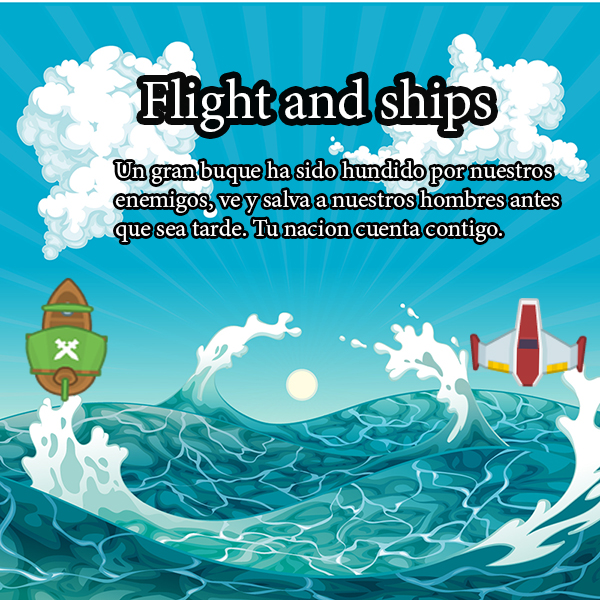 Flight and ships
Un gran buque ha sido hundido por nuestros
enemigos, ve y salva a nuestros hombres antes
que sea tarde. Tu nacion cuenta contigo.